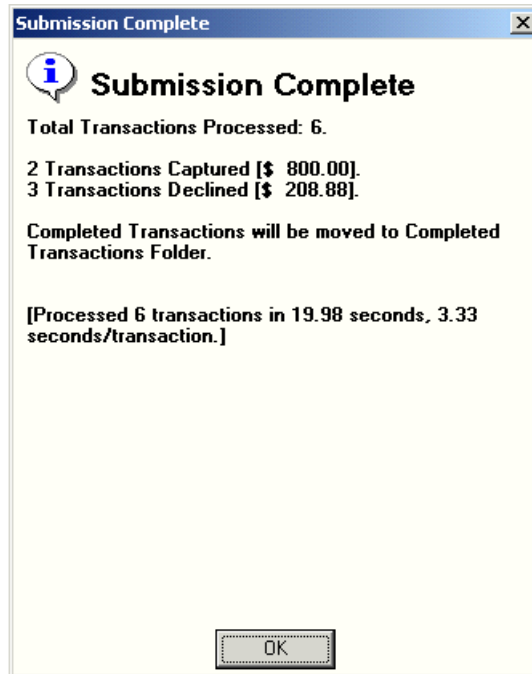 Submission Complete
Submission Complete
Total Transactions Processed: 6.
2 Transactions Captured [$  800.00].
3 Transactions Declined [$  208.88].
Completed Transactions will be moved to Completed
Transactions Folder.
[Processed 6 transactions in 19.98 seconds, 3.33
seconds/transaction.]
OK